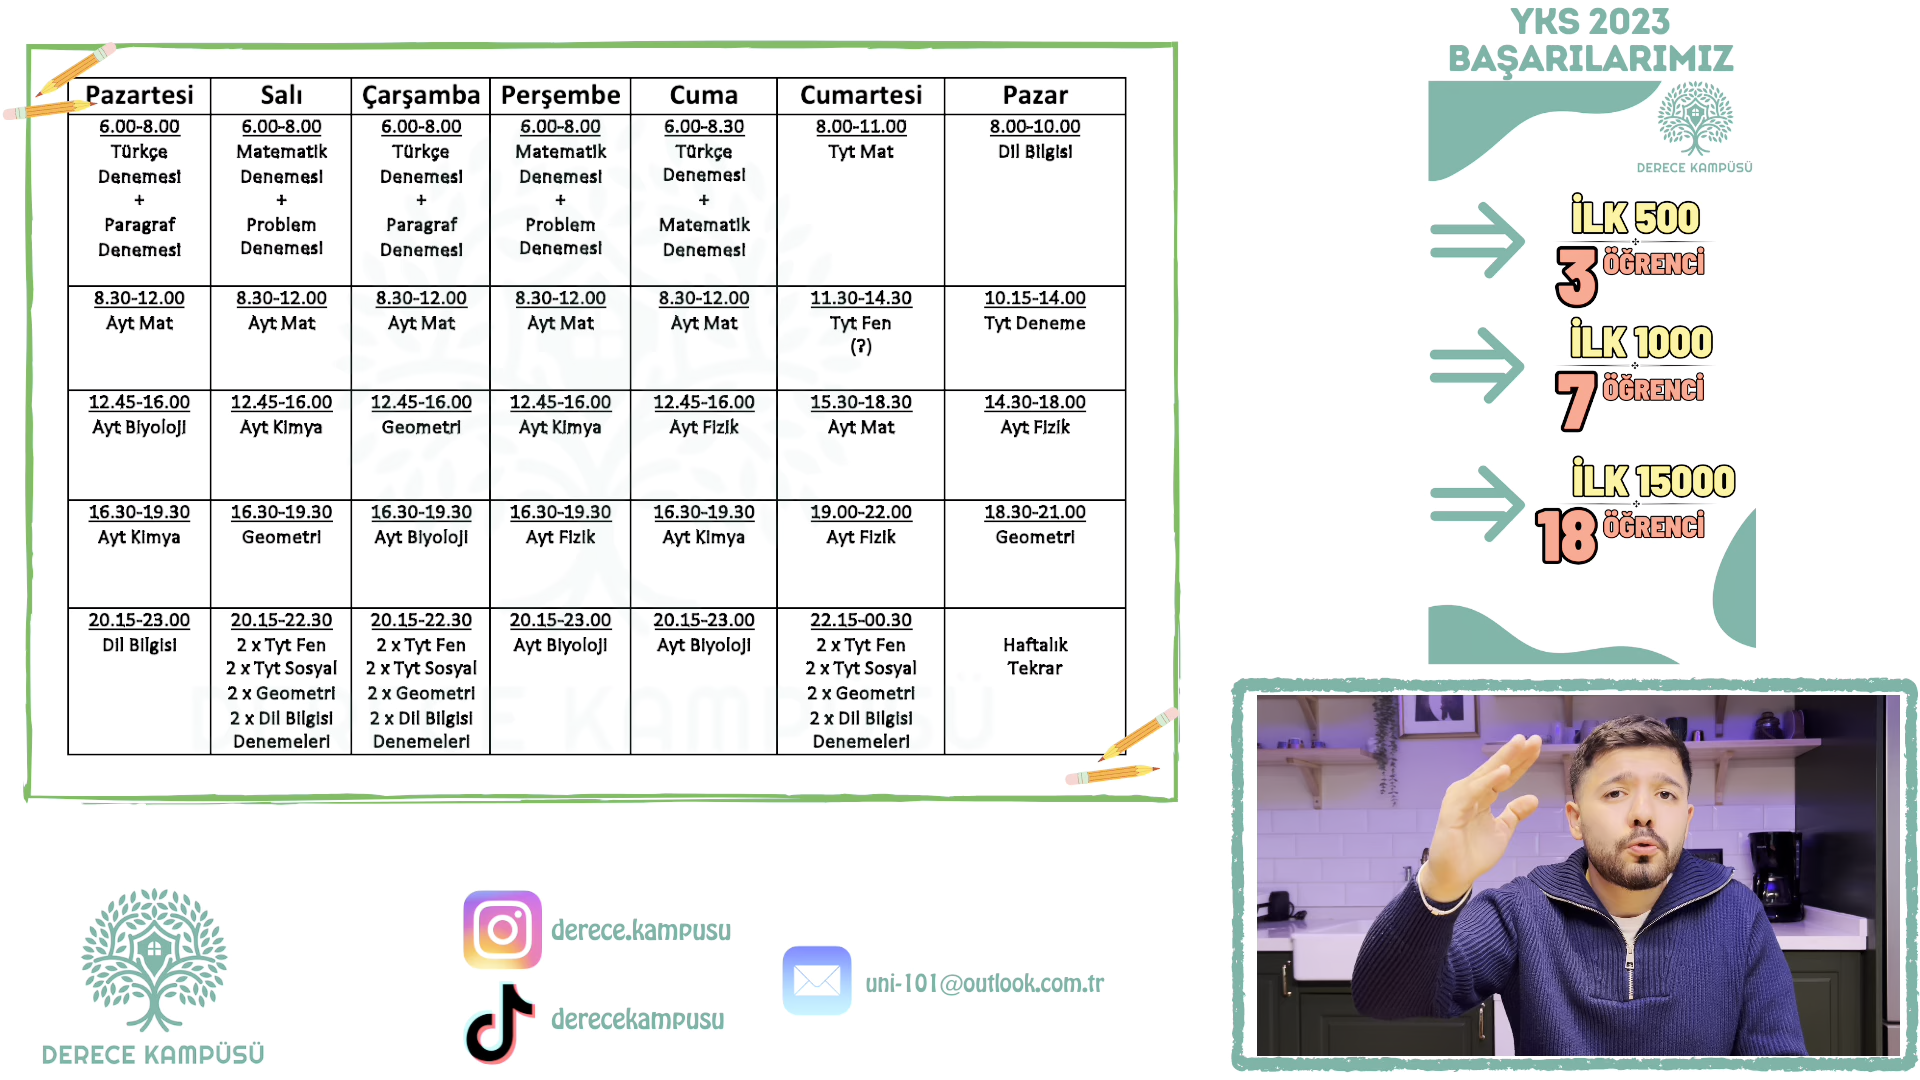 YKS 2023
BAŞARILARIMIZ
Pazartesi Salı Çarşamba Perşembe Cuma Cumartesi Pazar
6.00-8.00
Türkçe
Denemesi
+
Paragraf
Denemesi
6.00-8.00
Matematik
Denemesi
+
Problem
Denemesi
6.00-8.00
Türkçe
Denemesi
+
Paragraf
Denemesi
6.00-8.00
Matematik
Denemesi
+
Problem
Denemesi
6.00-8.30
Türkçe
Denemesi
+
Matematik
Denemesi
8.00-11.00
Tyt Mat
8.00-10.00
Dil Bilgisi
8.30-12.00
Ayt Mat
8.30-12.00
Ayt Mat
8.30-12.00
Ayt Mat
8.30-12.00
Ayt Mat
8.30-12.00
Ayt Mat
11.30-14.30
Tyt Fen
(?)
10.15-14.00
Tyt Deneme
12.45-16.00
Ayt Biyoloji
12.45-16.00
Ayt Kimya
12.45-16.00
Geometri
12.45-16.00
Ayt Kimya
12.45-16.00
Ayt Fizik
15.30-18.30
Ayt Mat
14.30-18.00
Ayt Fizik
16.30-19.30
Ayt Kimya
16.30-19.30
Geometri
16.30-19.30
Ayt Biyoloji
16.30-19.30
Ayt Fizik
16.30-19.30
Ayt Kimya
19.00-22.00
Ayt Fizik
18.30-21.00
Geometri
20.15-23.00
Dil Bilgisi
20.15-22.30
2 x Tyt Fen
2 x Tyt Sosyal
2 x Geometri
2 x Dil Bilgisi
Denemeleri
20.15-22.30
2 x Tyt Fen
2 x Tyt Sosyal
2 x Geometri
2 x Dil Bilgisi
Denemeleri
20.15-23.00
Ayt Biyoloji
20.15-23.00
Ayt Biyoloji
22.15-00.30
2 x Tyt Fen
2 x Tyt Sosyal
2 x Geometri
2 x Dil Bilgisi
Denemeleri
Haftalık
Tekrar
DERECE KAMPÜSÜ
DERECE KAMPÜSÜ
İLK 500
3 ÖĞRENCİ
İLK 1000
7 ÖĞRENCİ
İLK 15000
18 ÖĞRENCİ
DERECE KAMPÜSÜ
derece.kampusu
derecekampusu
uni-101@outlook.com.tr